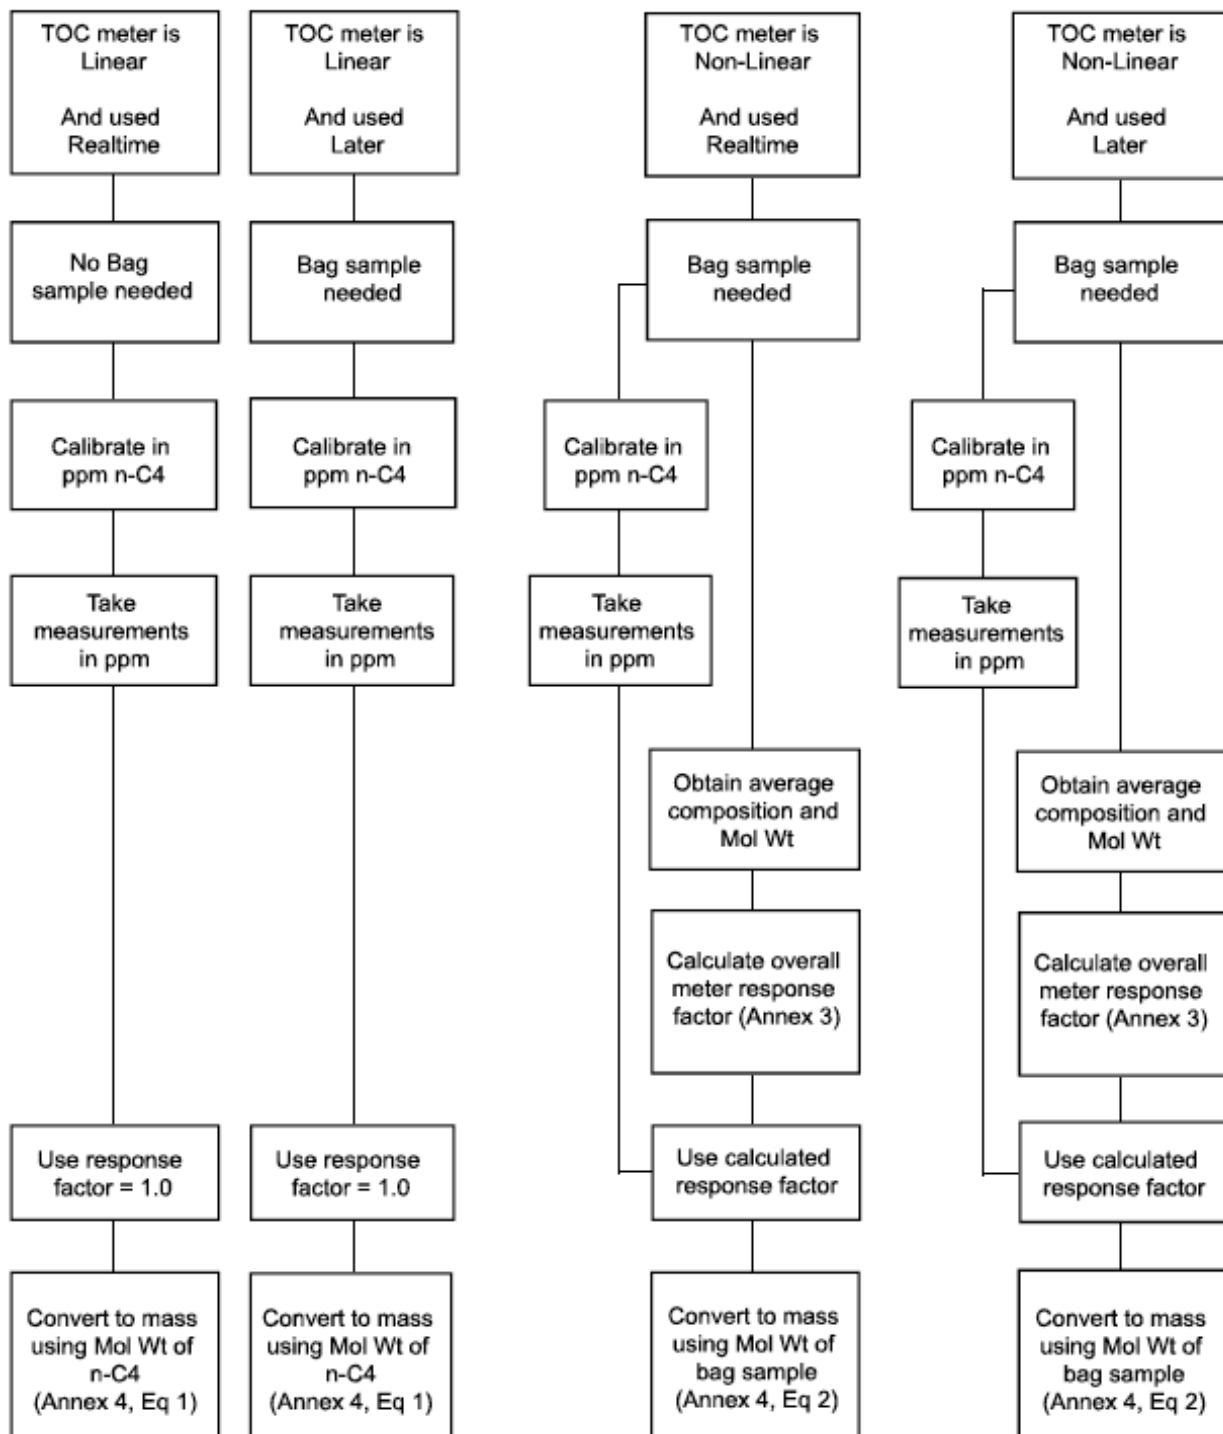 TOC meter is
Linear
And used
Realtime
No Bag
sample needed
Calibrate in
ppm n-C4
Take
measurements
in ppm
Use response
factor = 1.0
Convert to mass
using Mol Wt of
n-C4
(Annex 4, Eq 1)
TOC meter is
Linear
And used
Later
Bag sample
needed
Calibrate in
ppm n-C4
Take
measurements
in ppm
Use response
factor = 1.0
Convert to mass
using Mol Wt of
n-C4
(Annex 4, Eq 1)
TOC meter is
Non-Linear
And used
Realtime
Bag sample
needed
Calibrate in
ppm n-C4
Take
measurements
in ppm
Obtain average
composition and
Mol Wt
Calculate overall
meter response
factor (Annex 3)
Use calculated
response factor
Convert to mass
using Mol Wt of
bag sample
(Annex 4, Eq 2)
TOC meter is
Non-Linear
And used
Later
Bag sample
needed
Calibrate in
ppm n-C4
Take
measurements
in ppm
Obtain average
composition and
Mol Wt
Calculate overall
meter response
factor (Annex 3)
Use calculated
response factor
Convert to mass
using Mol Wt of
bag sample
(Annex 4, Eq 2)